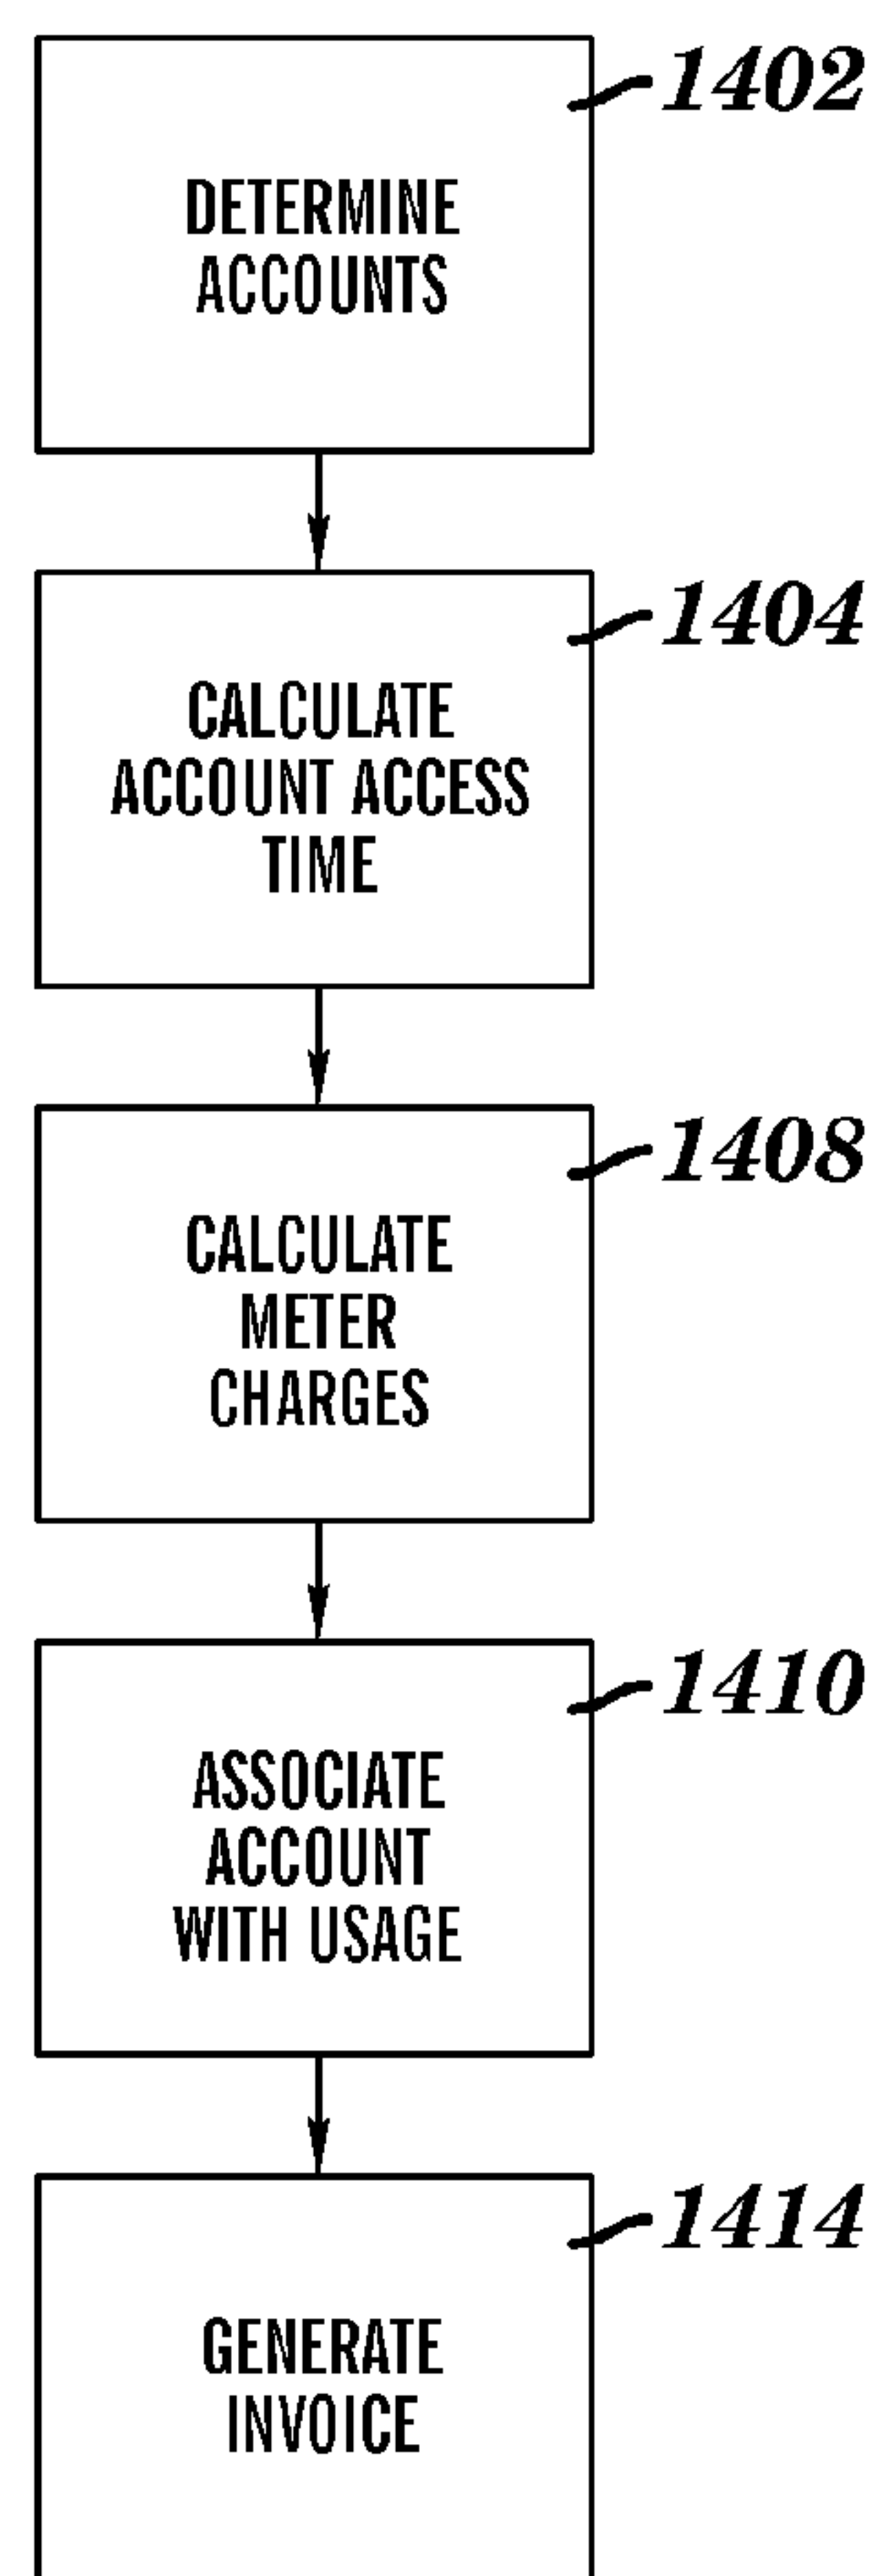 1402
DETERMINE
ACCOUNTS
1404
CALCULATE
ACCOUNT ACCESS
TIME
1408
CALCULATE
METER
CHARGES
1410
ASSOCIATE
ACCOUNT
WITH USAGE
1414
GENERATE
INVOICE